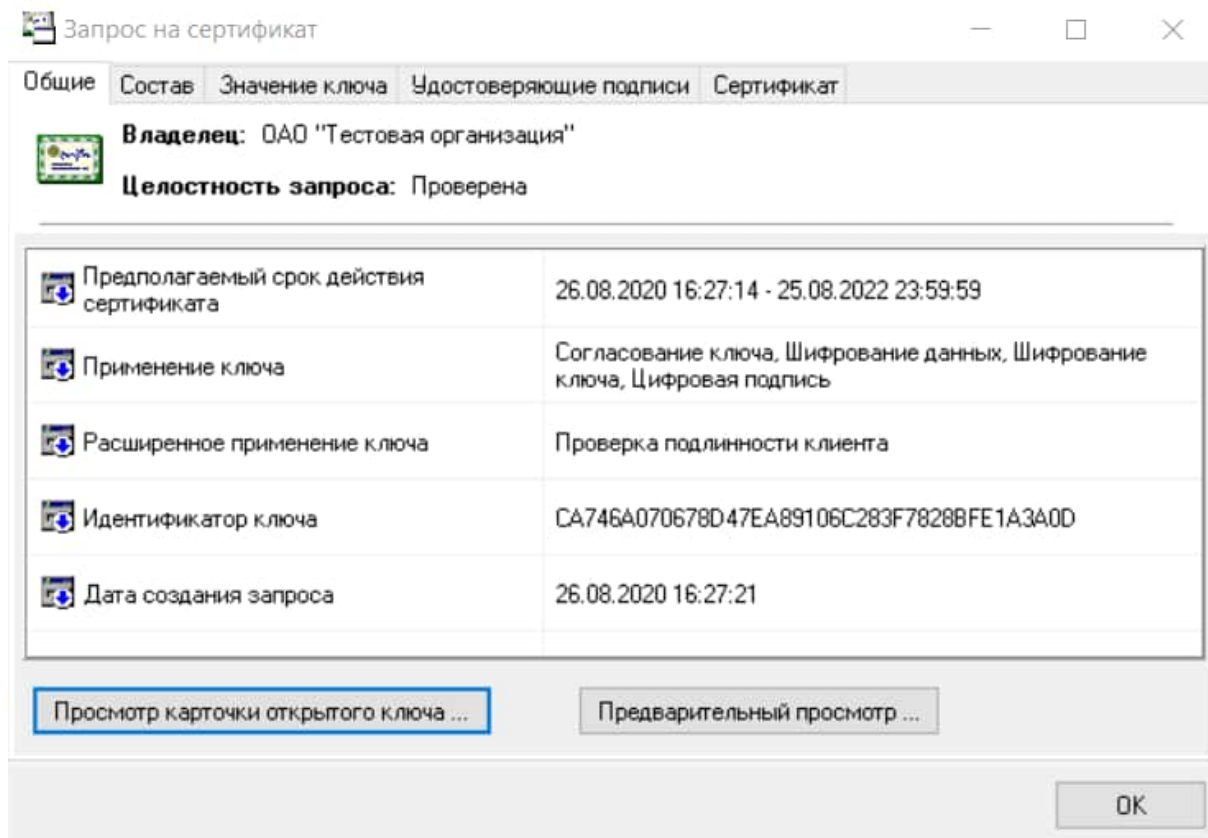 Запрос на сертификат
Общие Состав Значение ключа Удостоверяющие подписи Сертификат
Владелец: ОАО "Тестовая организация"
Целостность запроса: Проверена
Предполагаемый срок действия
сертификата
26.08.2020 16:27:14 - 25.08.2022 23:59:59
Применение ключа
Согласование ключа, Шифрование данных, Шифрование
ключа, Цифровая подпись
Расширенное применение ключа
Проверка подлинности клиента
Идентификатор ключа
CA746A070678D47EA89106C283F7828BFE1A3A0D
Дата создания запроса
26.08.2020 16:27:21
Просмотр карточки открытого ключа ...
Предварительный просмотр ...
OK